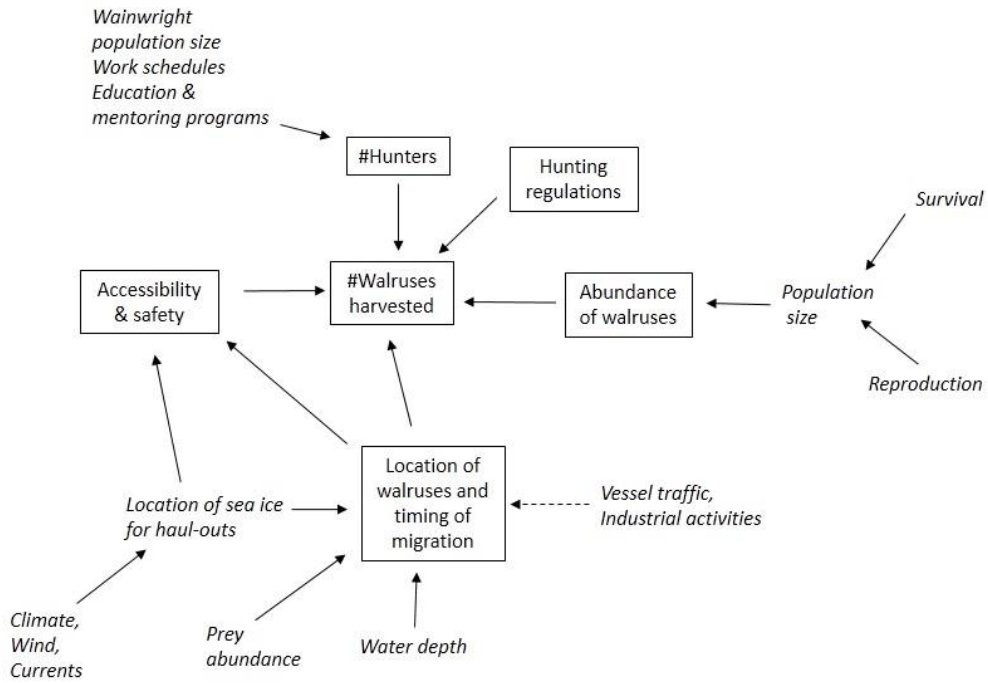 Wainwright
population size
Work schedules
Education &
mentoring programs
#Hunters
Hunting
regulations
Survival
Accessibility
& safety
#Walruses
harvested
Abundance
of walruses
Population
size
Reproduction
Location of
walruses and
timing of
migration
Location of sea ice
for haul-outs
Vessel traffic,
Industrial activities
Climate,
Wind,
Currents
Prey
abundance
Water depth